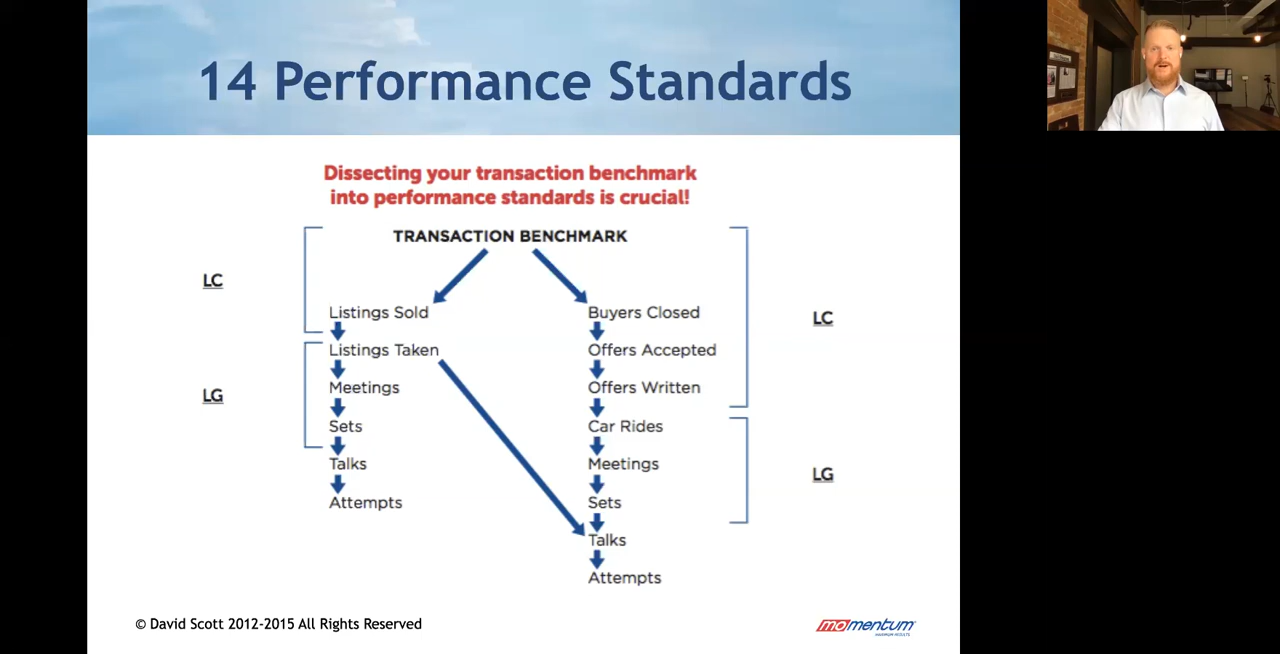 14 Performance Standards
Dissecting your transaction benchmark
into performance standards is crucial!
TRANSACTION BENCHMARK
LC
Listings Sold
Listings Taken
LG
Meetings
Sets
Talks
Attempts
Buyers Closed
LC
Offers Accepted
Offers Written
Car Rides
Meetings
LG
Sets
Talks
Attempts
© David Scott 2012-2015 All Rights Reserved
momentum
MAXIMUM RESULTS